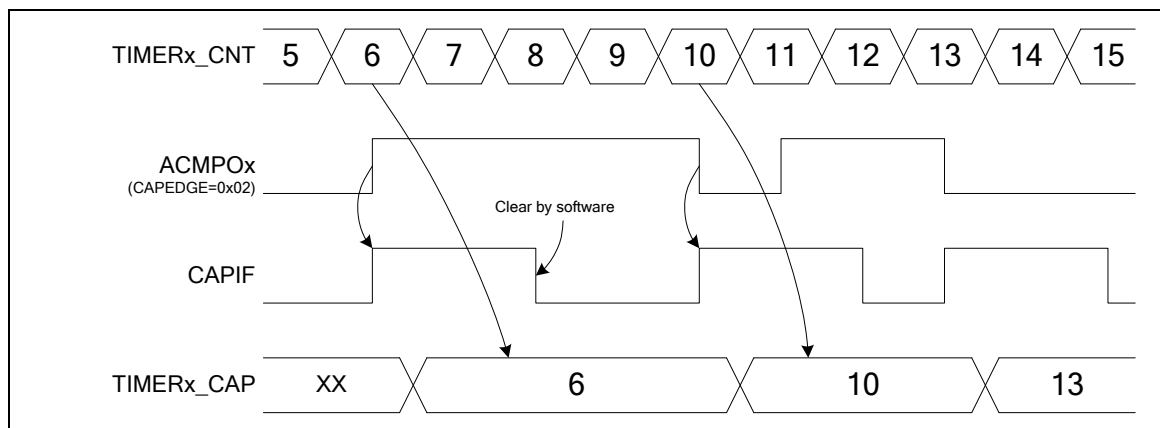 TIMERx_CNT 5 6 7 8 9 10 11 12 13 14 15
ACMPOx
(CAPEDGE=0x02)
Clear by software
CAPIF
TIMERx_CAP XX 6 10 13